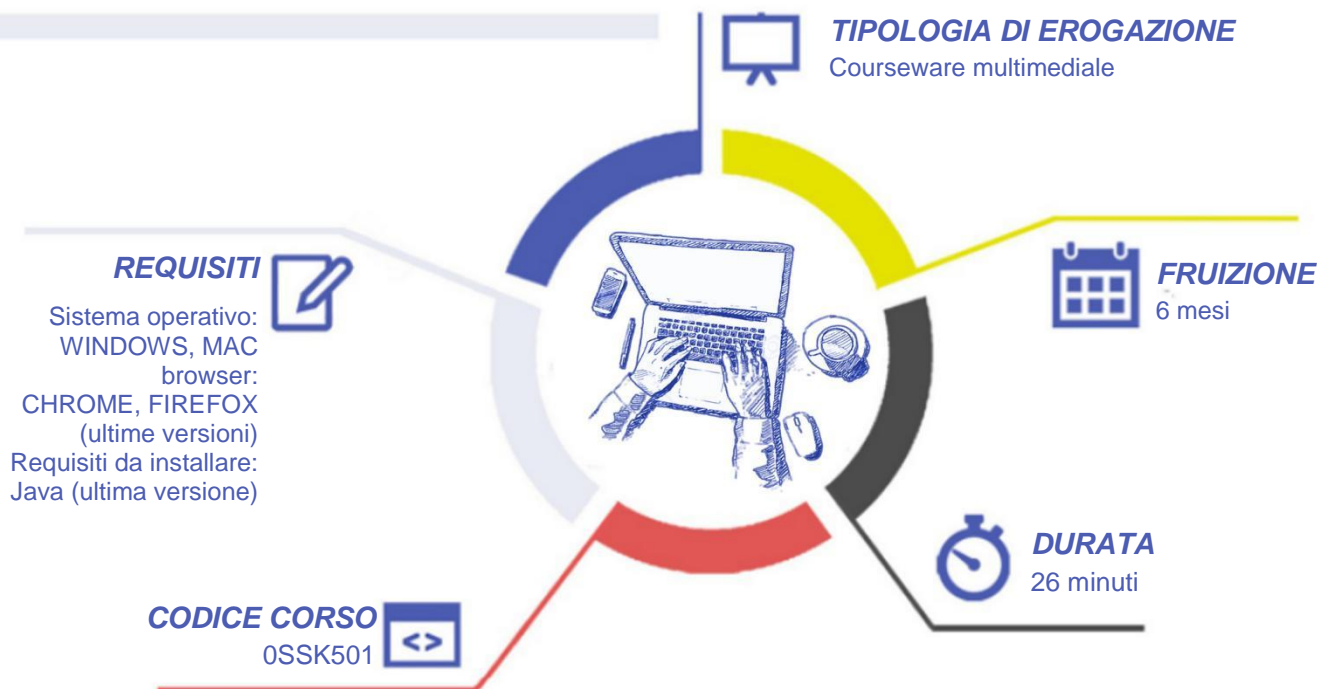 TIPOLOGIA DI EROGAZIONE
Courseware multimediale
REQUISITI
Sistema operativo:
WINDOWS, MAC
browser:
CHROME, FIREFOX
(ultime versioni)
Requisiti da installare:
Java (ultima versione)
FRUIZIONE
6 mesi
DURATA
26 minuti
CODICE CORSO
0SSK501